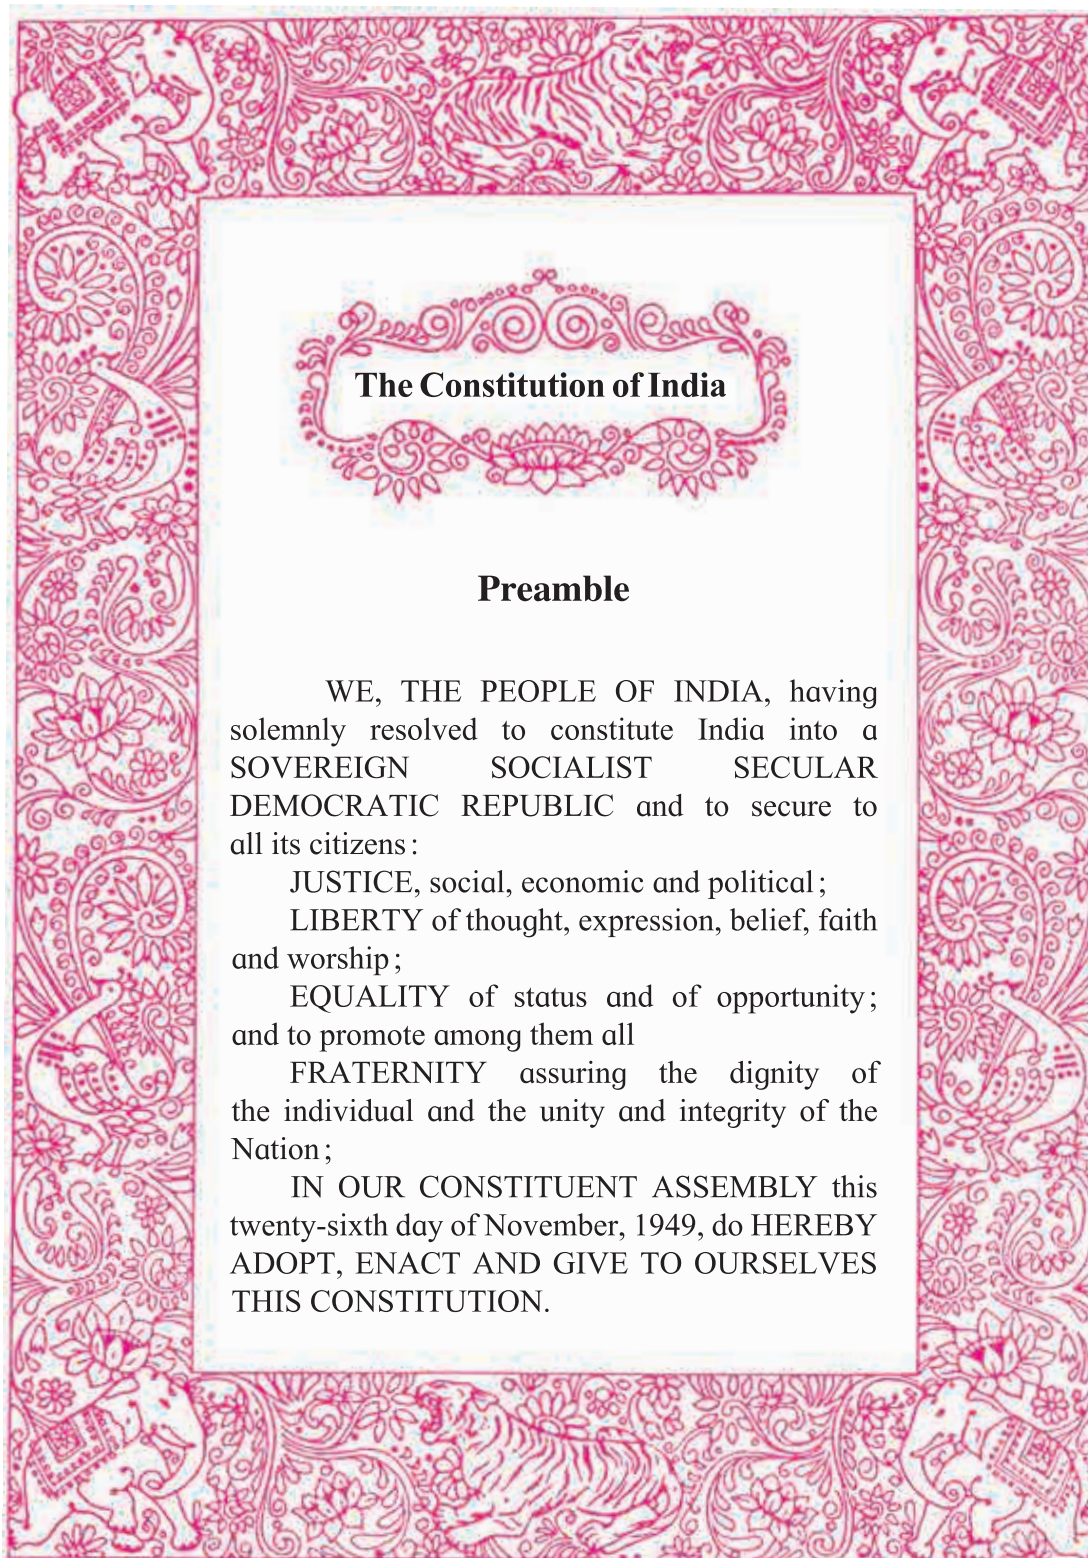 The Constitution of India
Preamble
WE, THE PEOPLE OF INDIA, having
solemnly resolved to constitute India into a
SOVEREIGN SOCIALIST SECULAR
DEMOCRATIC REPUBLIC and to secure to
all its citizens :
JUSTICE, social, economic and political ;
LIBERTY of thought, expression, belief, faith
and worship ;
EQUALITY of status and of opportunity ;
and to promote among them all
FRATERNITY assuring the dignity of
the individual and the unity and integrity of the
Nation ;
IN OUR CONSTITUENT ASSEMBLY this
twenty-sixth day of November, 1949, do HEREBY
ADOPT, ENACT AND GIVE TO OURSELVES
THIS CONSTITUTION.